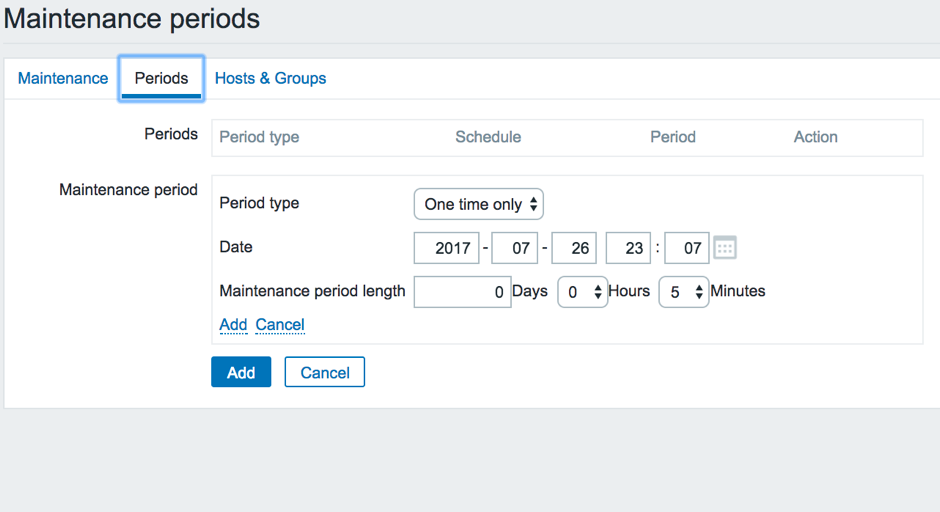 Maintenance periods
Maintenance Periods Hosts & Groups
Periods Period type Schedule Period Action
Maintenance period
Period type One time only
Date 2017 - 07 - 26 23 : 07
Maintenance period length 0 Days 0 Hours 5 Minutes
Add Cancel
Add Cancel